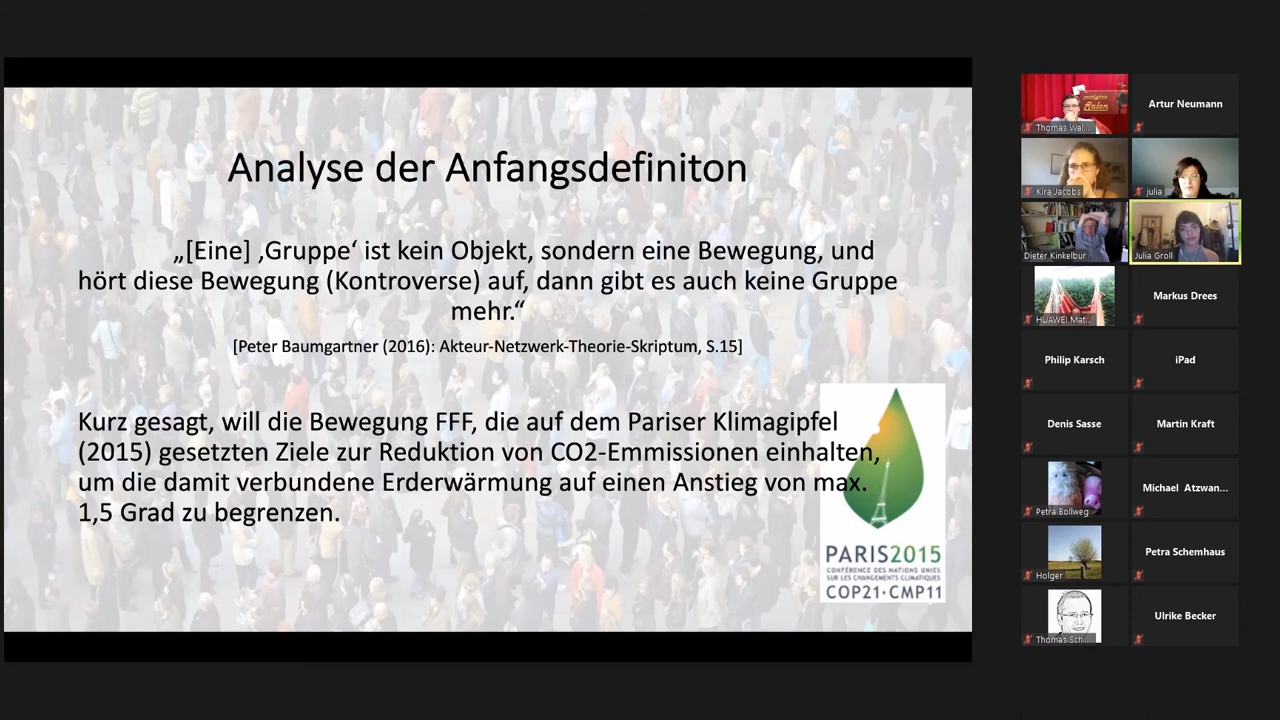 Analyse der Anfangsdefiniton
„[Eine] ‚Gruppe‘ ist kein Objekt, sondern eine Bewegung, und
hört diese Bewegung (Kontroverse) auf, dann gibt es auch keine Gruppe
mehr.“
[Peter Baumgartner (2016): Akteur-Netzwerk-Theorie-Skriptum, S.15]
Kurz gesagt, will die Bewegung FFF, die auf dem Pariser Klimagipfel
(2015) gesetzten Ziele zur Reduktion von CO2-Emmissionen einhalten,
um die damit verbundene Erderwärmung auf einen Anstieg von max.
1,5 Grad zu begrenzen.
PARIS2015
CONFÉRENCE DES NATIONS UNIES
SUR LES CHANGEMENTS CLIMATIQUES
COP21·CMP11
Salon
Thomas Wal...
Artur Neumann
Kira Jacobs
julia
Dieter Kinkelbur
Julia Groll
HUAWEI Mat...
Markus Drees
Philip Karsch
iPad
Denis Sasse
Martin Kraft
Petra Bollweg
Michael Atzwan...
Holger
Petra Schemhaus
Thomas Sch...
Ulrike Becker